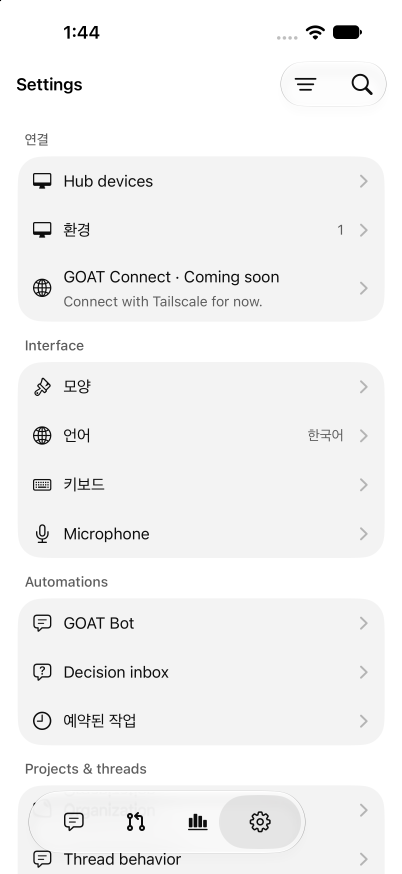 1:44
Settings
연결
Hub devices
환경 1
GOAT Connect · Coming soon
Connect with Tailscale for now.
Interface
모양
언어 한국어
키보드
Microphone
Automations
GOAT Bot
Decision inbox
예약된 작업
Projects & threads
Organization
Thread behavior